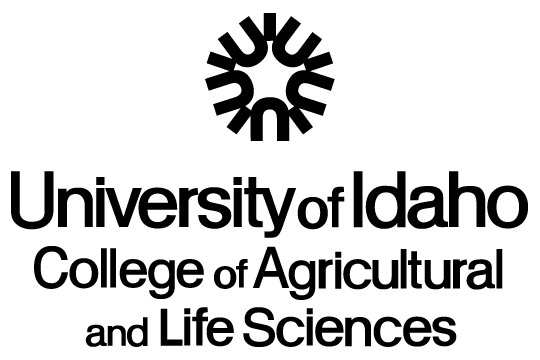 University of Idaho
College of Agricultural
and Life Sciences